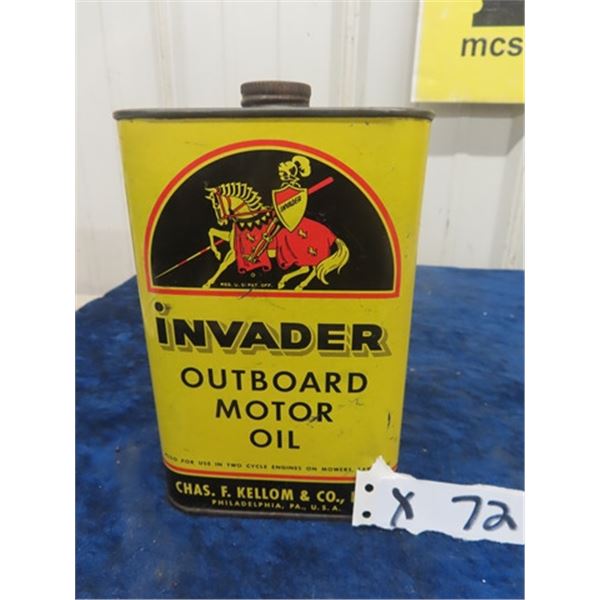 mcs
INVADER
REG. U.S. PAT. OFF.
iNVADER
OUTBOARD
MOTOR
OIL
ALSO FOR USE IN TWO CYCLE ENGINES ON MOWERS,
CHAS. F. KELLOM & CO.,
PHILADELPHIA, PA., U.S.A.
X 72